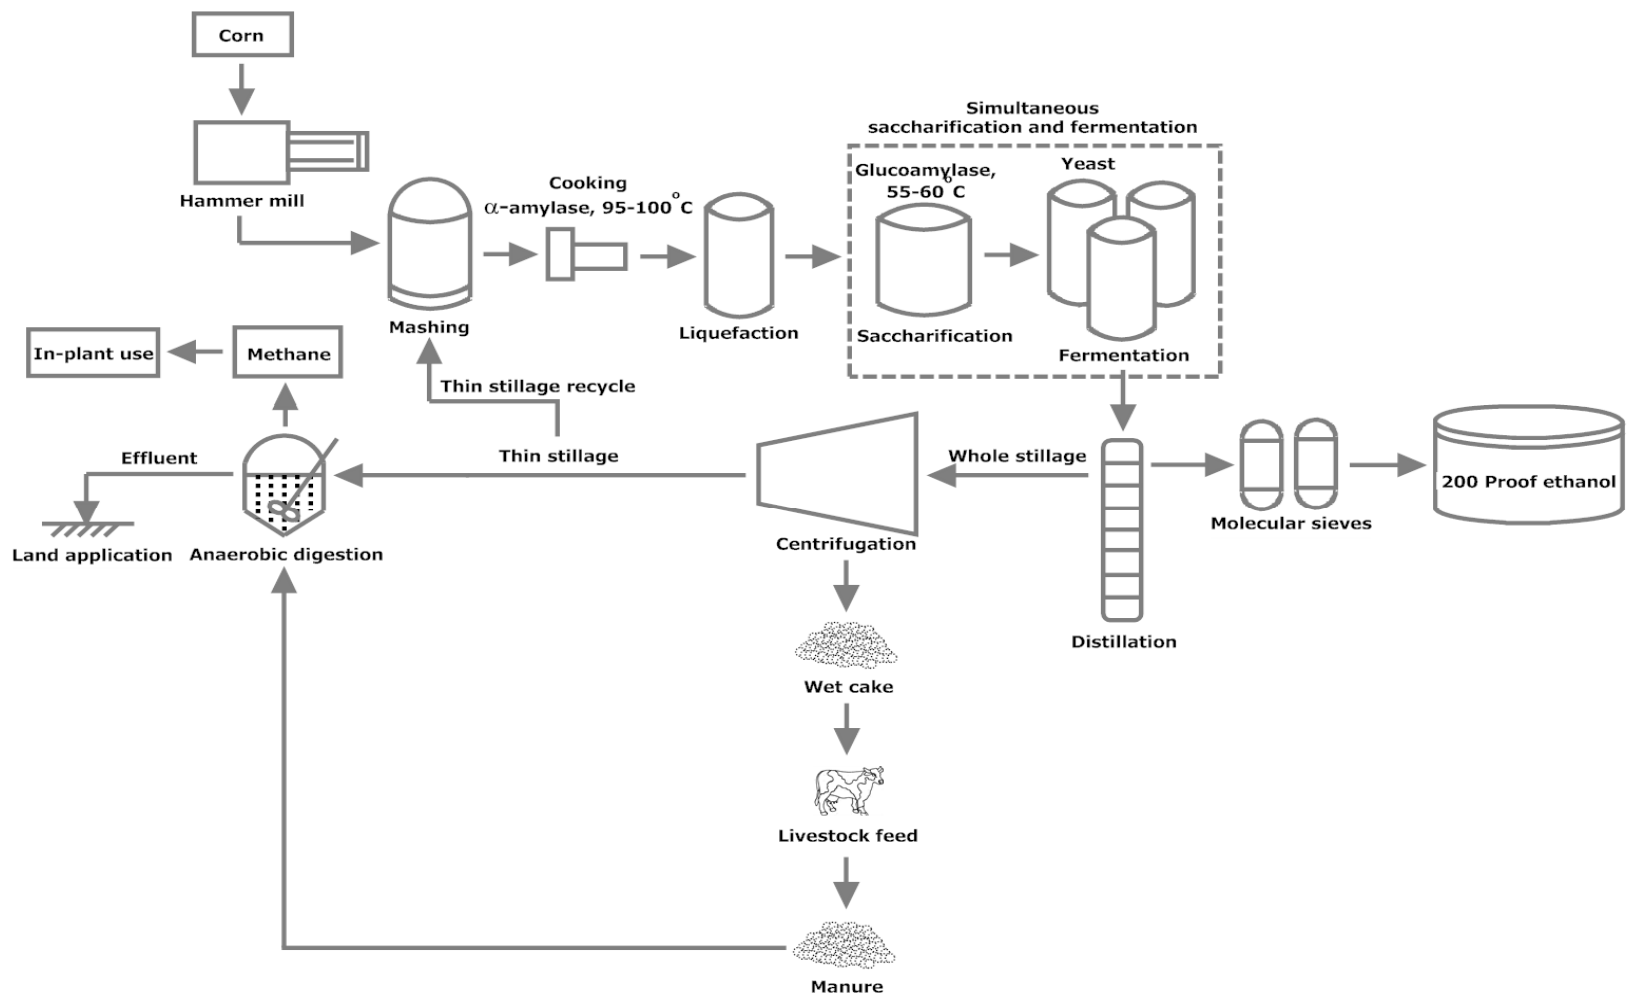 Corn
Hammer mill
Mashing
Cooking
α-amylase, 95-100°C
Liquefaction
Simultaneous
saccharification and fermentation
Glucoamylase,
55-60°C
Saccharification
Yeast
Fermentation
In-plant use
Methane
Thin stillage recycle
Effluent
Thin stillage
Whole stillage
200 Proof ethanol
Molecular sieves
Land application
Anaerobic digestion
Centrifugation
Distillation
Wet cake
Livestock feed
Manure